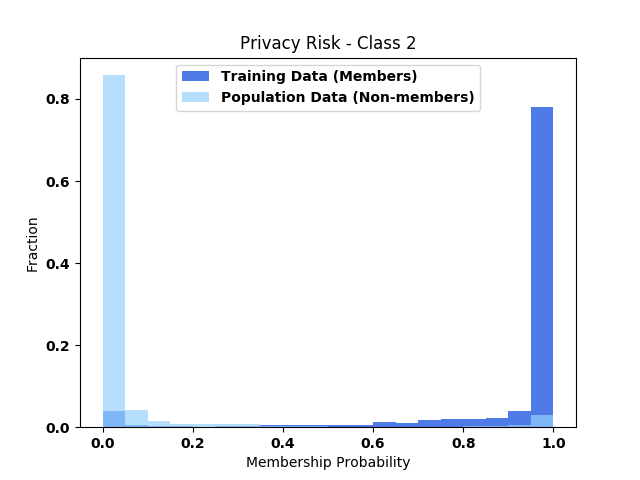 Privacy Risk - Class 2
Training Data (Members)
Population Data (Non-members)
0.8
0.6
0.4
0.2
0.0
Fraction
0.0 0.2 0.4 0.6 0.8 1.0
Membership Probability